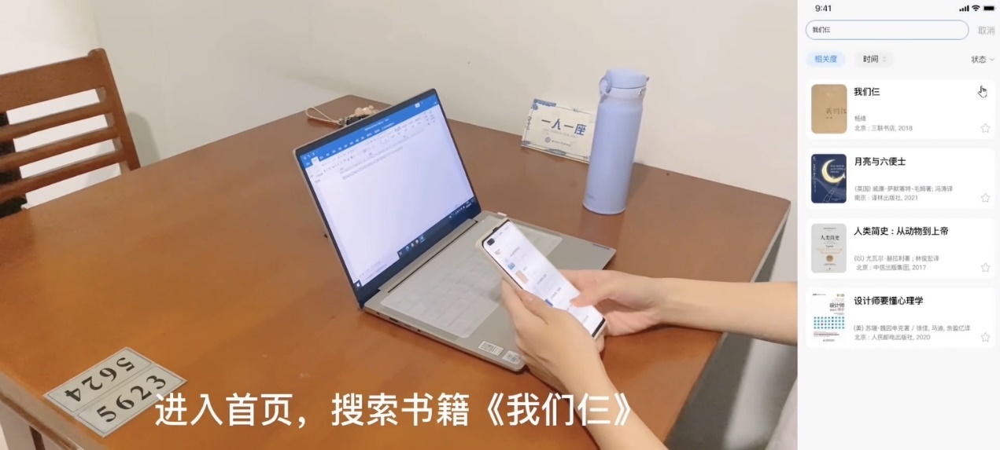 一人一座
5624
5623
进入首页，搜索书籍《我们仨》
9:41
我们仨
取消
相关度
时间
状态
我们仨
杨绛
北京：三联书店, 2018
月亮与六便士
(英国) 威廉·萨默塞特·毛姆著; 冯涛译
南京：译林出版社, 2021
人类简史
人类简史：从动物到上帝
(以) 尤瓦尔·赫拉利著；林俊宏译
北京：中信出版集团, 2017
设计师
设计师要懂心理学
(美) 苏珊·魏因申克著 / 徐佳, 马迪, 余盈亿译
北京：人民邮电出版社, 2020